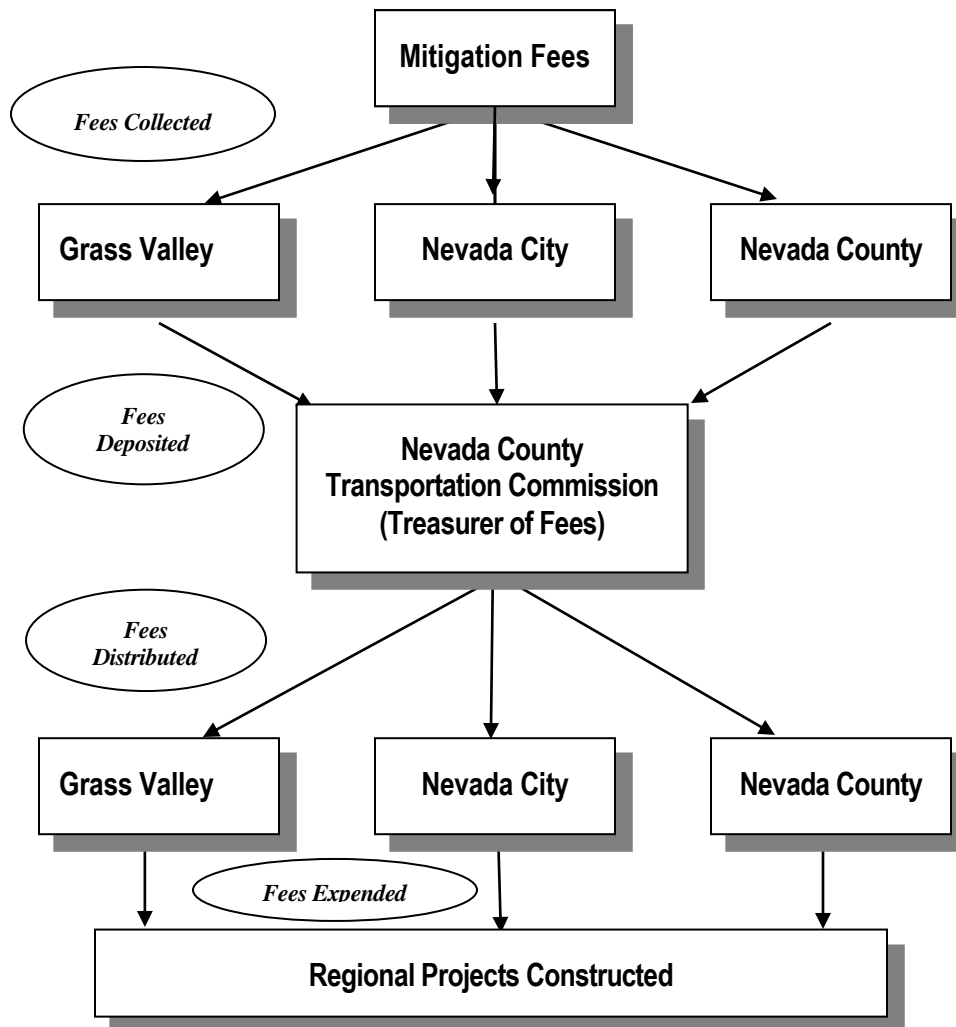 Mitigation Fees
Fees Collected
Grass Valley
Nevada City
Nevada County
Fees
Deposited
Nevada County
Transportation Commission
(Treasurer of Fees)
Fees
Distributed
Grass Valley
Nevada City
Nevada County
Fees Expended
Regional Projects Constructed